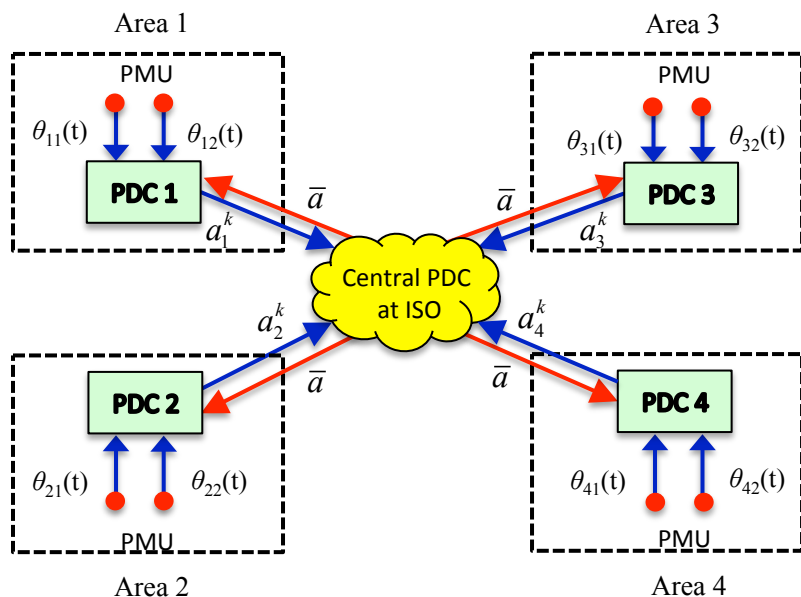 Area 1
Area 3
PMU
PMU
θ₁₁(t)
θ₁₂(t)
θ₃₁(t)
θ₃₂(t)
PDC 1
PDC 3
a̅
a̅
a₁ᵏ
a₃ᵏ
Central PDC
at ISO
a₂ᵏ
a₄ᵏ
a̅
a̅
PDC 2
PDC 4
θ₂₁(t)
θ₂₂(t)
θ₄₁(t)
θ₄₂(t)
PMU
PMU
Area 2
Area 4